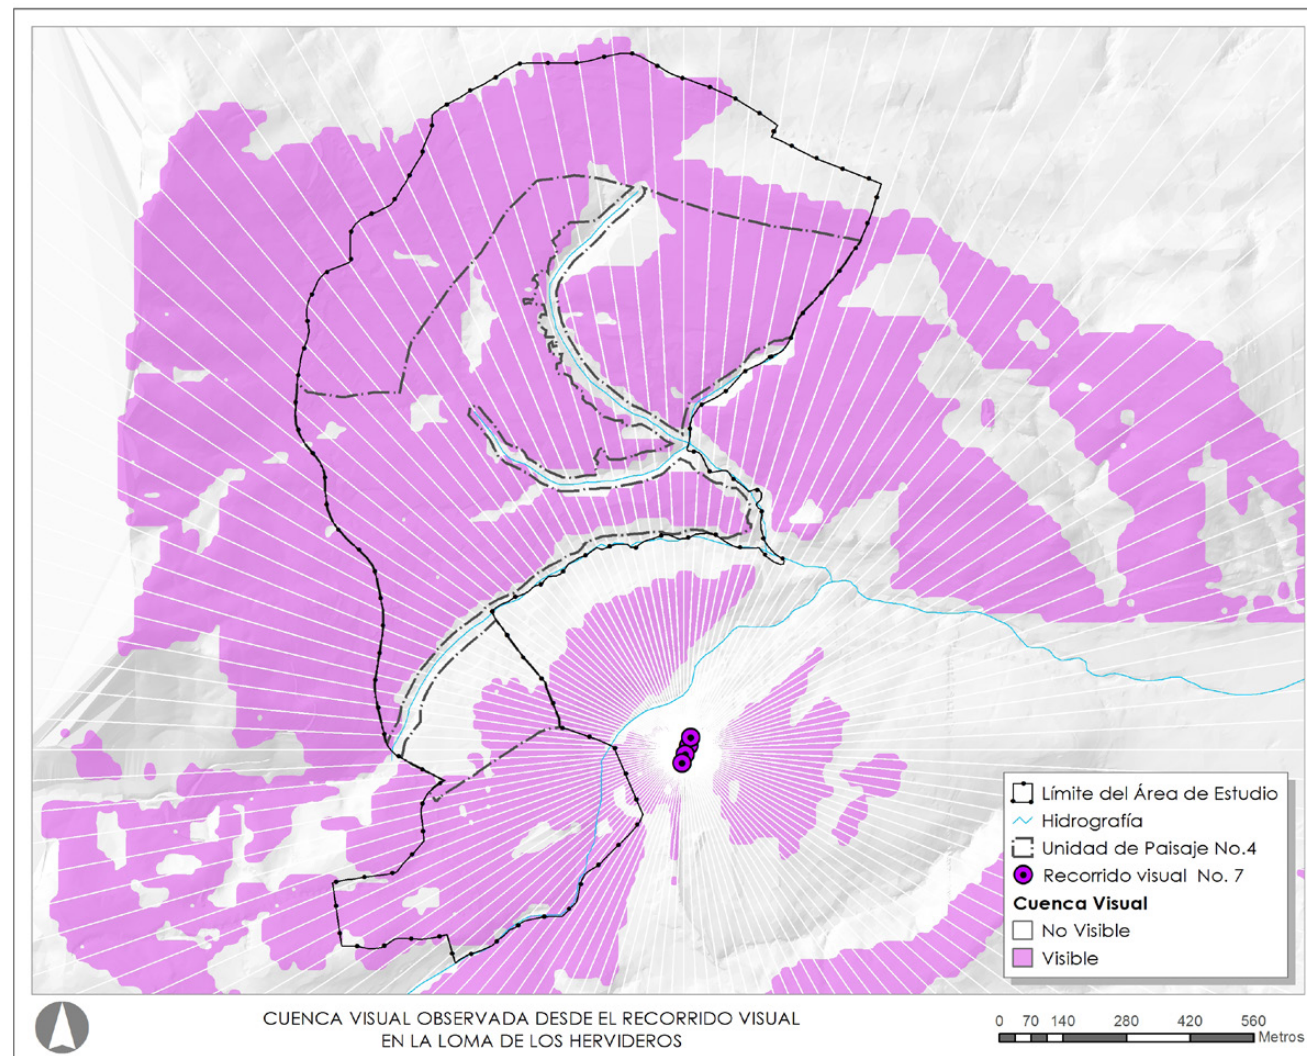 Límite del Área de Estudio
Hidrografía
Unidad de Paisaje No.4
Recorrido visual No. 7
Cuenca Visual
No Visible
Visible
CUENCA VISUAL OBSERVADA DESDE EL RECORRIDO VISUAL
EN LA LOMA DE LOS HERVIDEROS
0 70 140 280 420 560
Metros